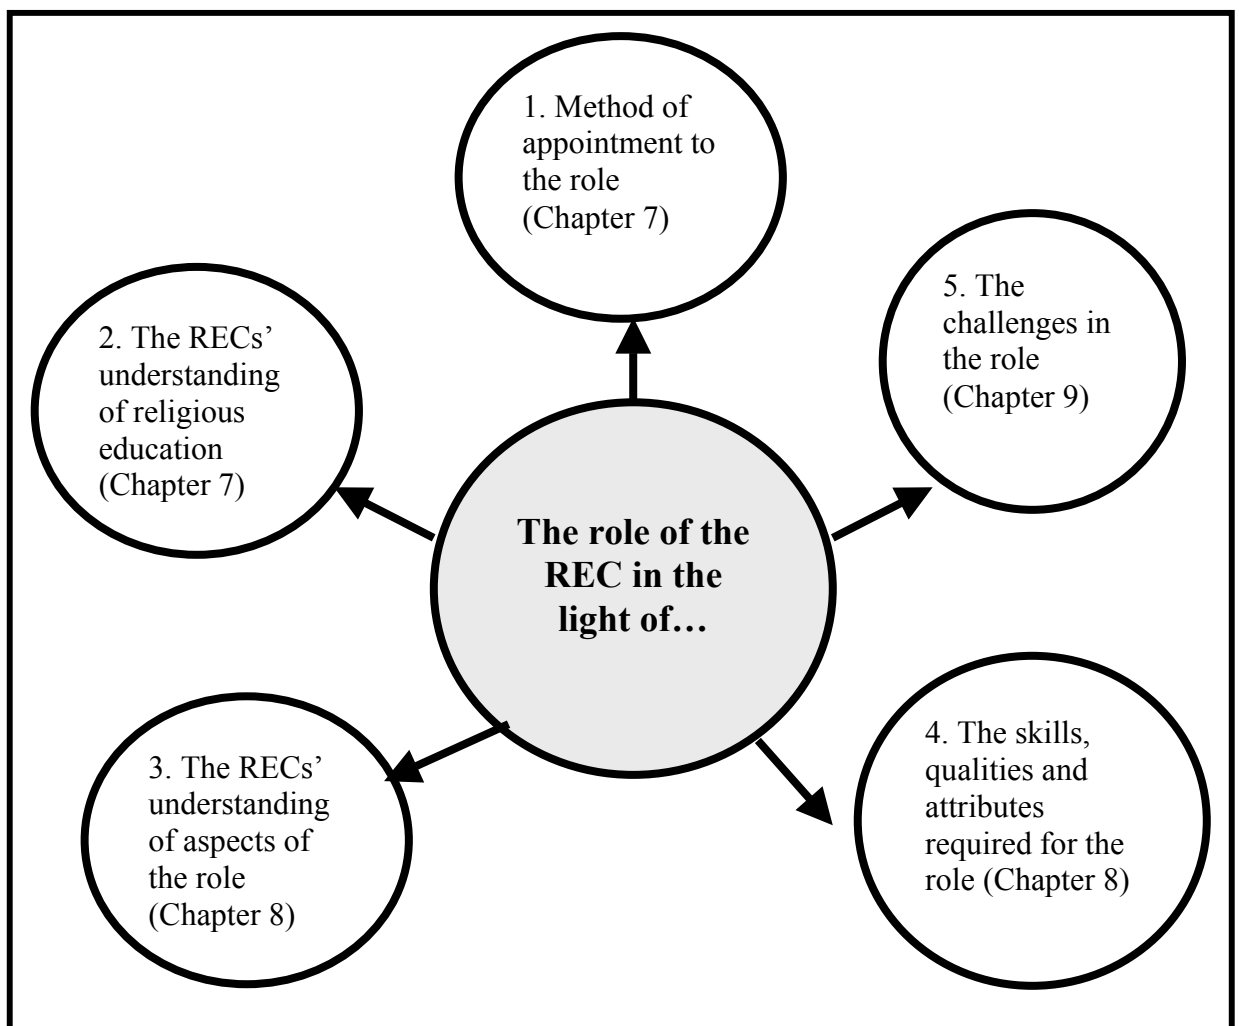 1. Method of
appointment to
the role
(Chapter 7)
2. The RECs’
understanding
of religious
education
(Chapter 7)
3. The RECs’
understanding
of aspects of
the role
(Chapter 8)
4. The skills,
qualities and
attributes
required for the
role (Chapter 8)
5. The
challenges in
the role
(Chapter 9)
The role of the
REC in the
light of…